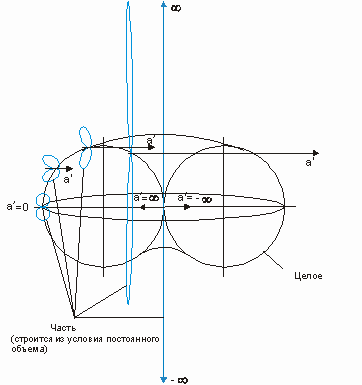 ∞
a'
a'
a'
a'=∞ a'=-∞
a'=0
Целое
Часть
(строится из условия постоянного
объема)
-∞